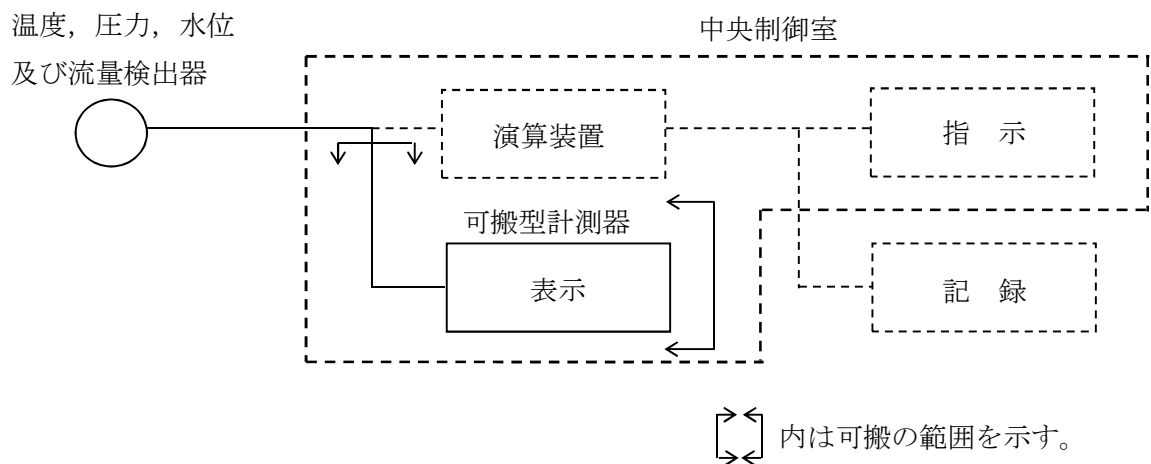 温度，圧力，水位
及び流量検出器
中央制御室
演算装置
指　示
可搬型計測器
表示
記　録
内は可搬の範囲を示す。